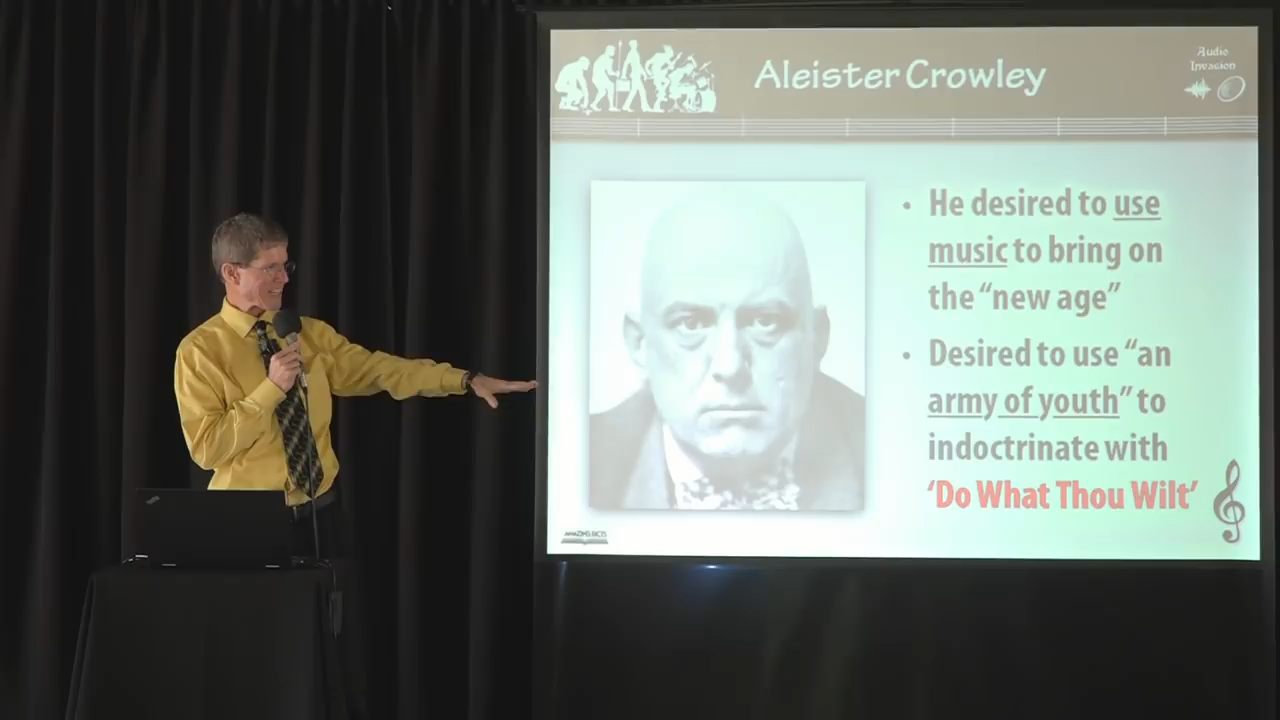 Aleister Crowley
Audio
Invasion
• He desired to use
music to bring on
the “new age”
• Desired to use “an
army of youth” to
indoctrinate with
‘Do What Thou Wilt’